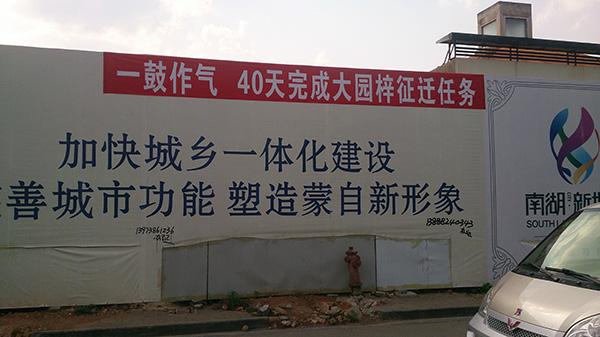 一鼓作气 40天完成大园梓征迁任务
加快城乡一体化建设
善城市功能 塑造蒙自新形象
南湖·新
SOUTH L